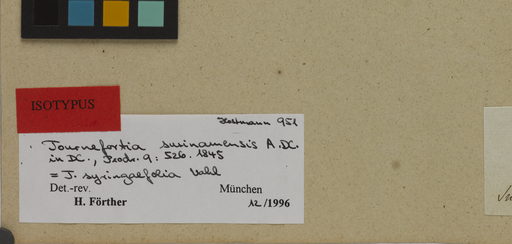 ISOTYPUS
Hostmann 951
Tournefortia surinamensis A.DC.
in DC., Prodr. 9: 526. 1845
= T. syringaefolia Vahl
Det.-rev. München
H. Förther 12/1996